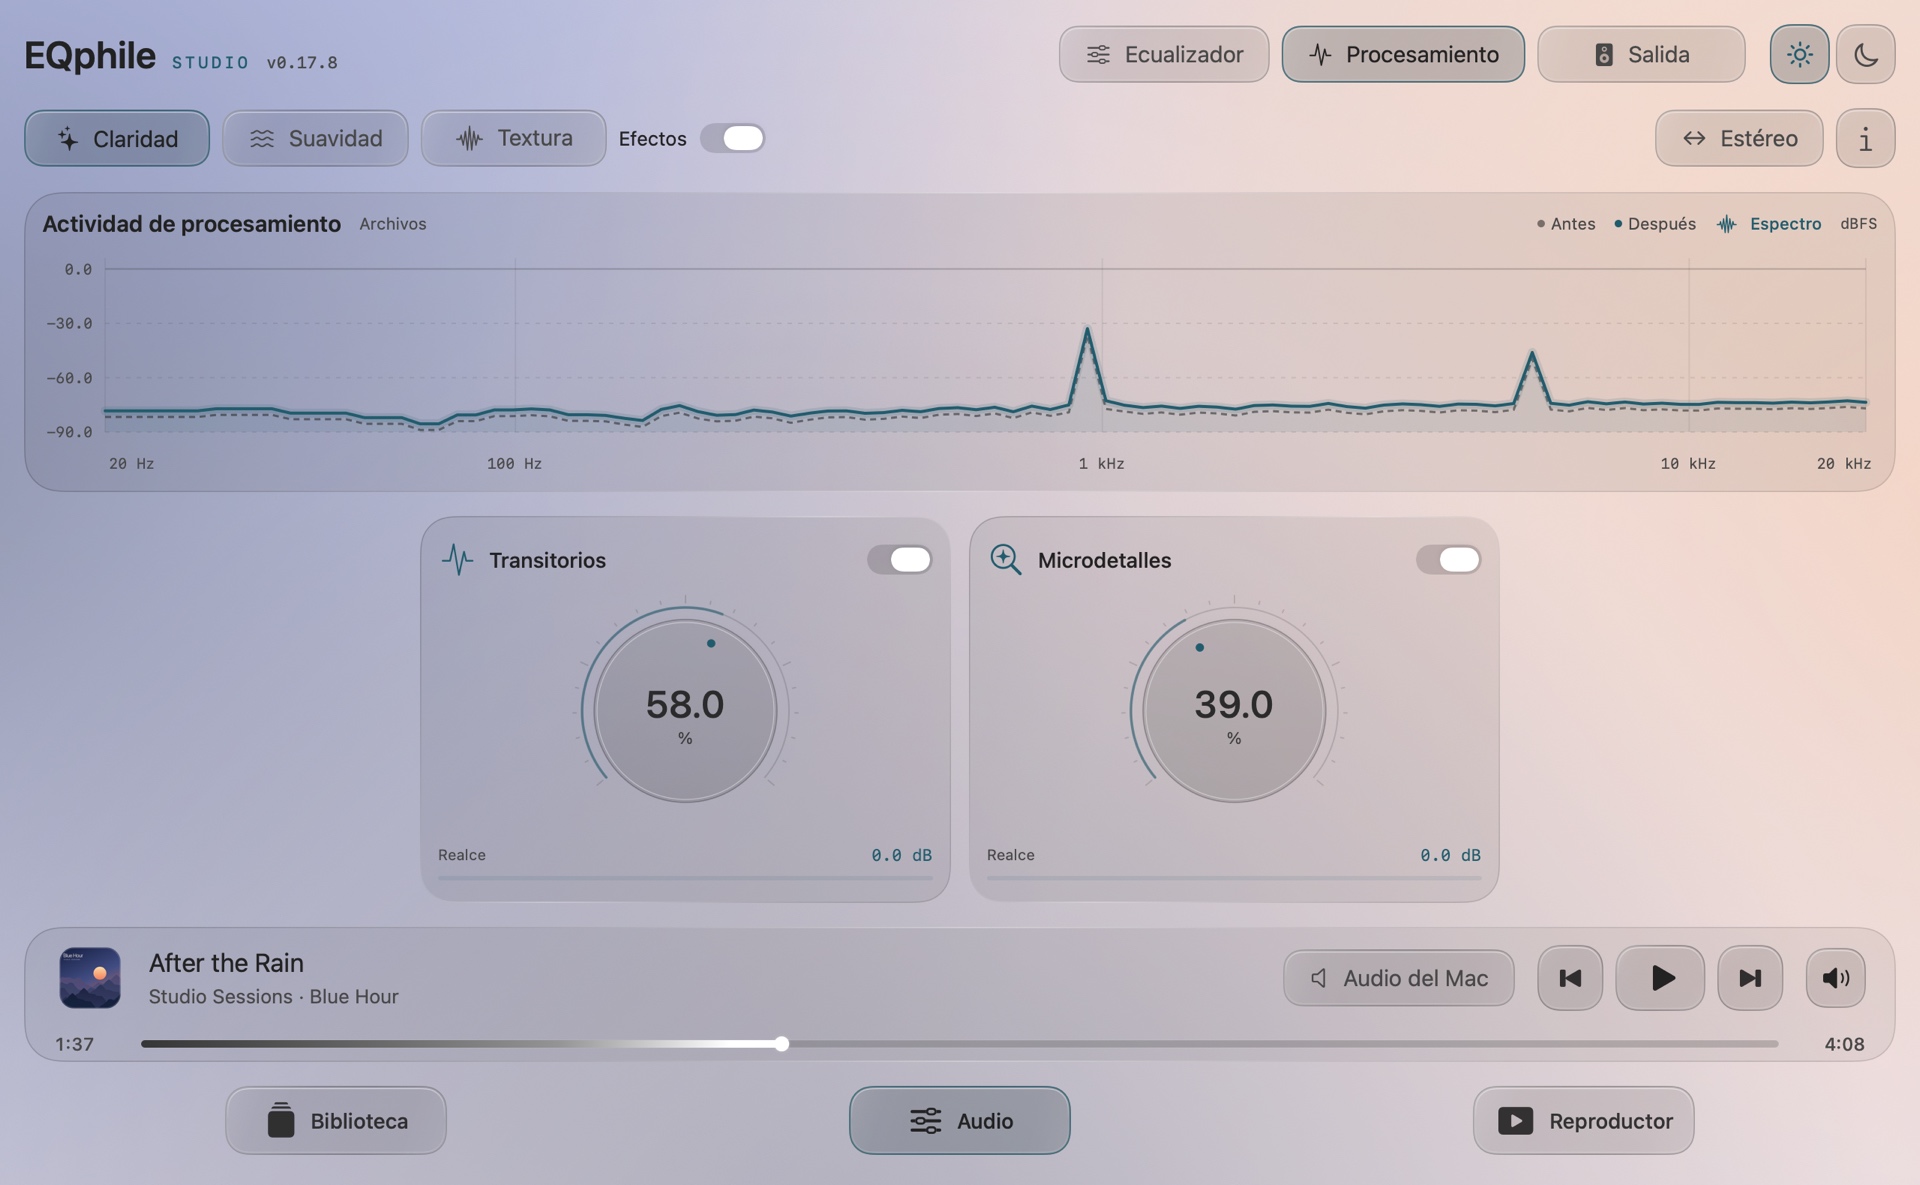 EQphile STUDIO v0.17.8
Ecualizador
Procesamiento
Salida
Claridad
Suavidad
Textura
Efectos
Estéreo
i
Actividad de procesamiento Archivos
Antes
Después
Espectro
dBFS
0.0
−30.0
−60.0
−90.0
20 Hz
100 Hz
1 kHz
10 kHz
20 kHz
Transitorios
58.0
%
Realce
0.0 dB
Microdetalles
39.0
%
Realce
0.0 dB
Blue Hour
After the Rain
Studio Sessions · Blue Hour
Audio del Mac
1:37
4:08
Biblioteca
Audio
Reproductor